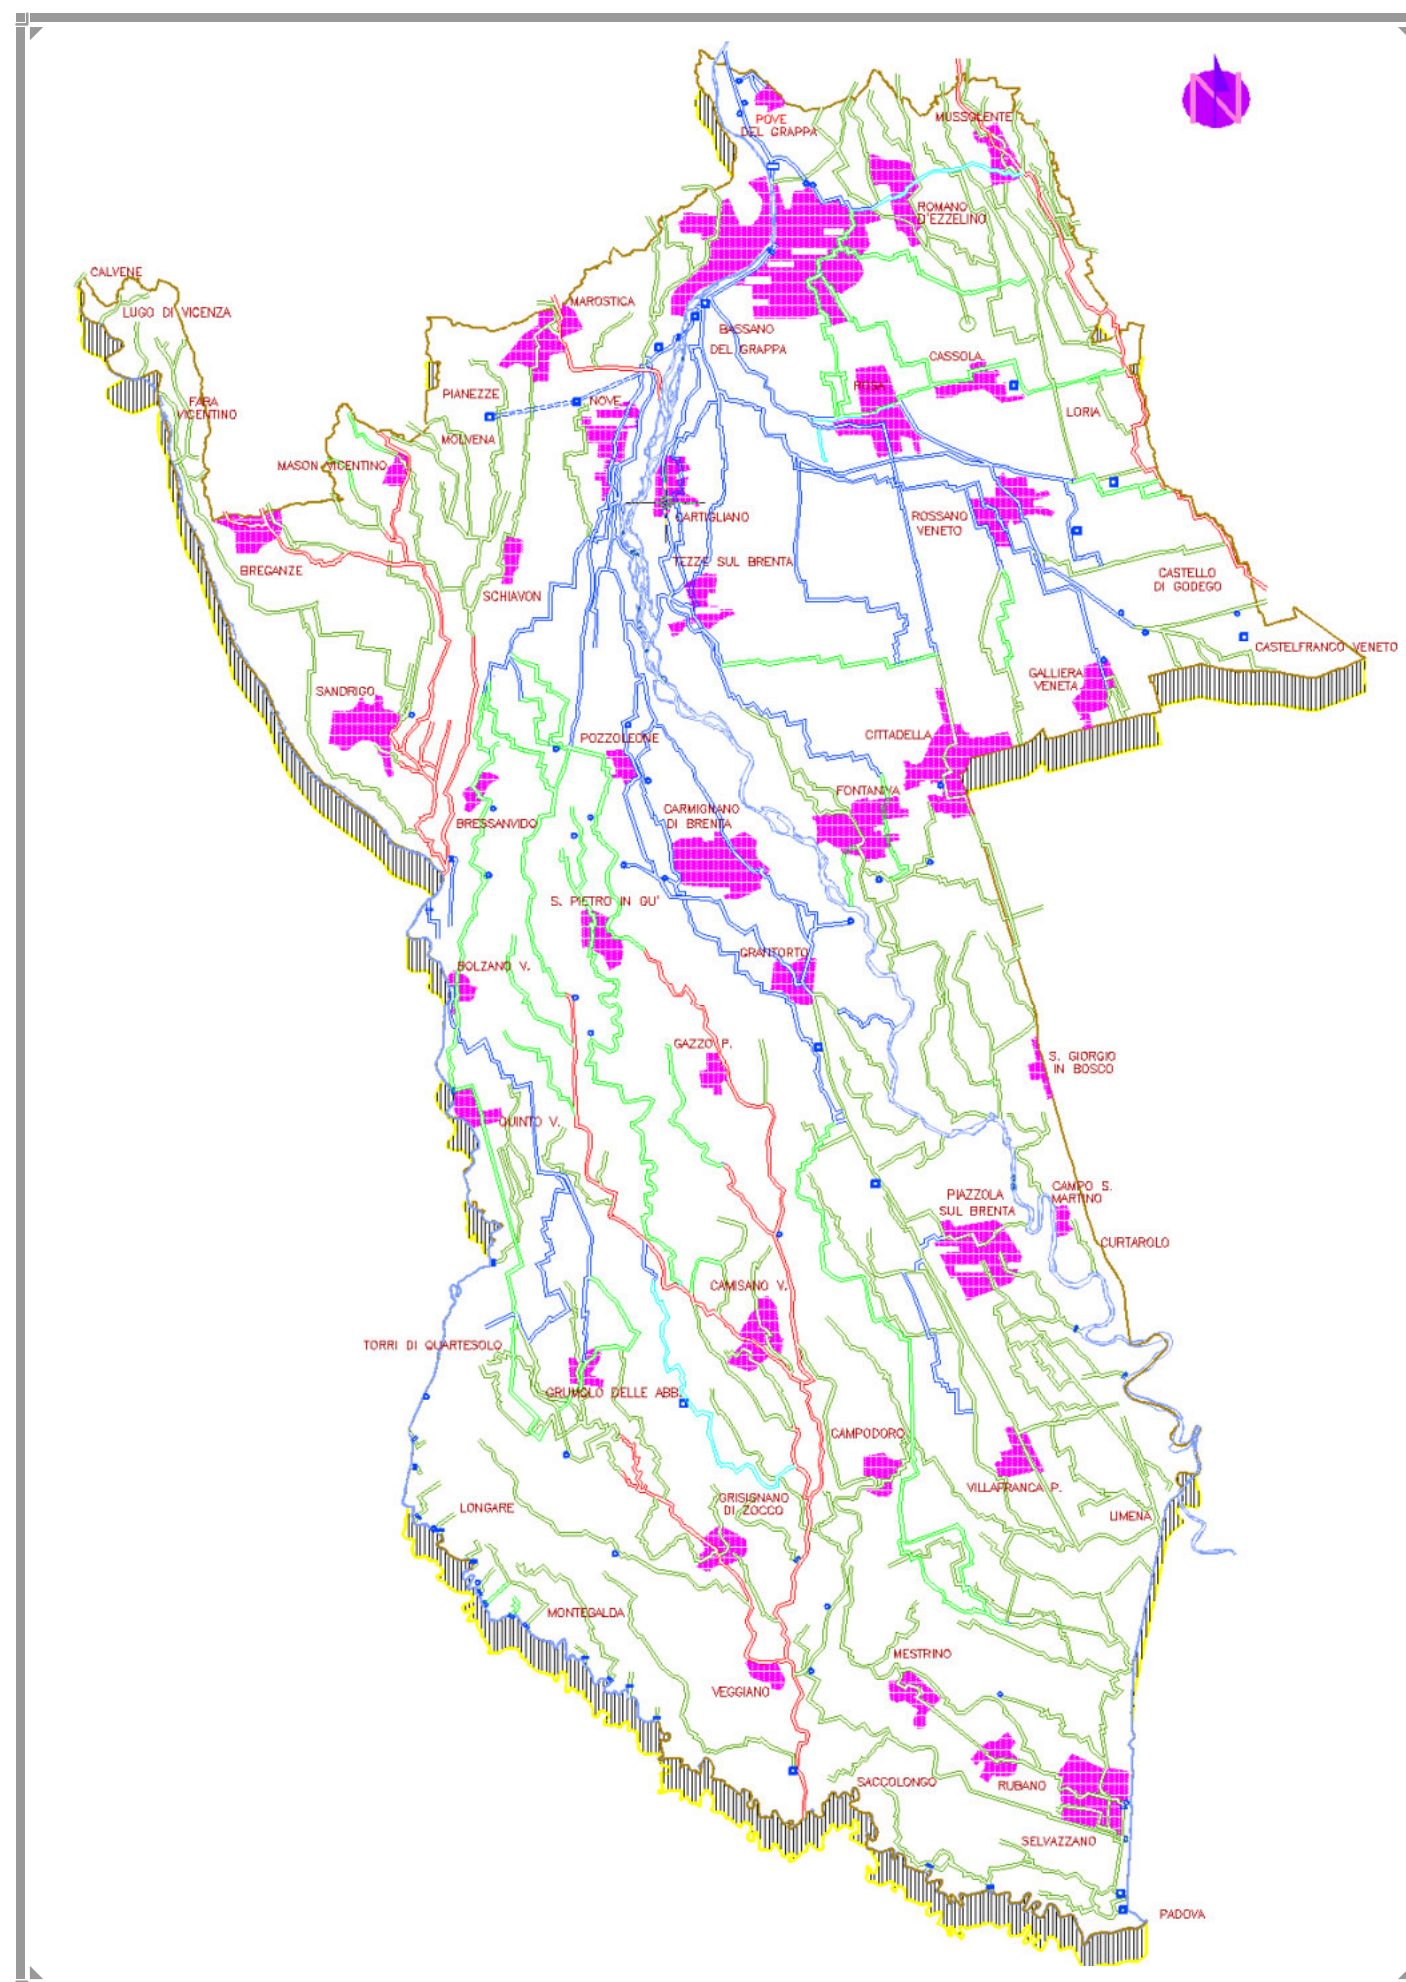 N
POVE
DEL GRAPPA
MUSSOLENTE
ROMANO
D'EZZELINO
CALVENE
LUGO DI VICENZA
MAROSTICA
BASSANO
DEL GRAPPA
CASSOLA
ROSA'
PIANEZZE
NOVE
FARA
VICENTINO
LORIA
MOLVENA
MASON VICENTINO
CARTIGLIANO
ROSSANO
VENETO
TEZZE SUL BRENTA
BREGANZE
CASTELLO
DI GODEGO
SCHIAVON
CASTELFRANCO VENETO
GALLIERA
VENETA
SANDRIGO
POZZOLEONE
CITTADELLA
FONTANIVA
CARMIGNANO
DI BRENTA
BRESSANVIDO
S. PIETRO IN GU'
GRANTORTO
BOLZANO V.
GAZZO P.
S. GIORGIO
IN BOSCO
QUINTO V.
PIAZZOLA
SUL BRENTA
CAMPO S.
MARTINO
CURTAROLO
CAMISANO V.
TORRI DI QUARTESOLO
GRUMOLO DELLE ABB.
CAMPODORO
VILLAFRANCA P.
GRISIGNANO
DI ZOCCO
LONGARE
LIMENA
MONTEGALDA
MESTRINO
VEGGIANO
SACCOLONGO
RUBANO
SELVAZZANO
PADOVA